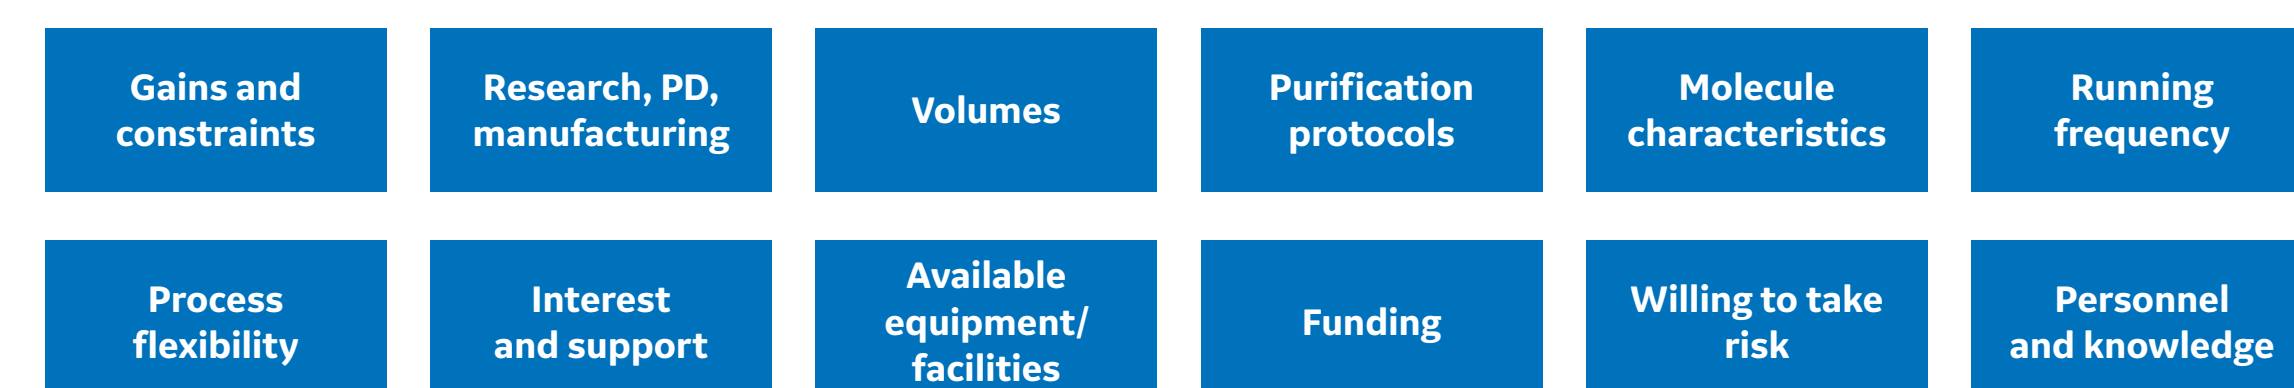 Gains and
constraints
Research, PD,
manufacturing
Volumes
Purification
protocols
Molecule
characteristics
Running
frequency
Process
flexibility
Interest
and support
Available
equipment/
facilities
Funding
Willing to take
risk
Personnel
and knowledge